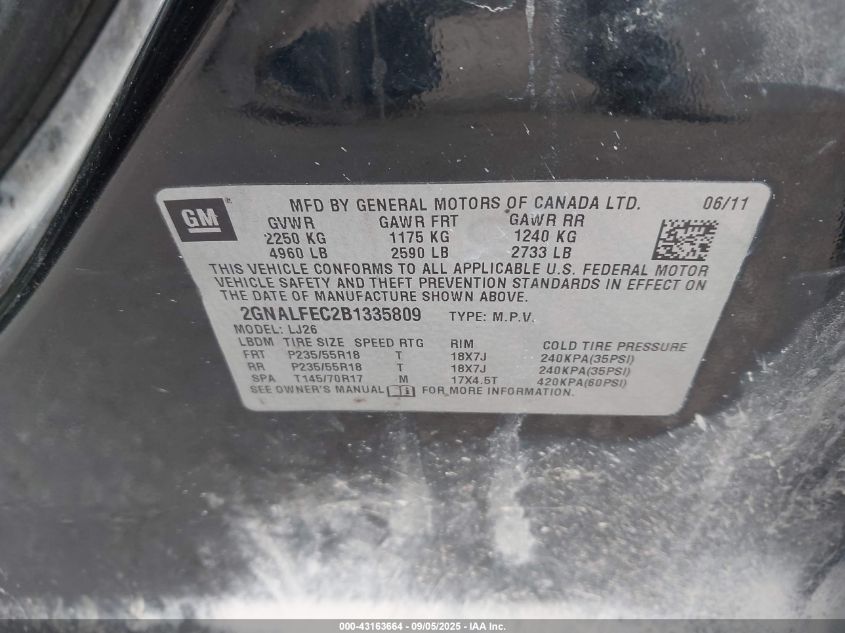 GM
MFD BY GENERAL MOTORS OF CANADA LTD. 06/11
GVWR GAWR FRT GAWR RR
2250 KG 1175 KG 1240 KG
4960 LB 2590 LB 2733 LB
THIS VEHICLE CONFORMS TO ALL APPLICABLE U.S. FEDERAL MOTOR
VEHICLE SAFETY AND THEFT PREVENTION STANDARDS IN EFFECT ON
THE DATE OF MANUFACTURE SHOWN ABOVE.
2GNALFEC2B1335809 TYPE: M.P.V.
MODEL: LJ26
LBDM TIRE SIZE SPEED RTG RIM COLD TIRE PRESSURE
FRT P235/55R18 T 18X7J 240KPA(35PSI)
RR P235/55R18 T 18X7J 240KPA(35PSI)
SPA T145/70R17 M 17X4.5T 420KPA(60PSI)
SEE OWNER'S MANUAL FOR MORE INFORMATION.
000-43163664 - 09/05/2025 - IAA Inc.